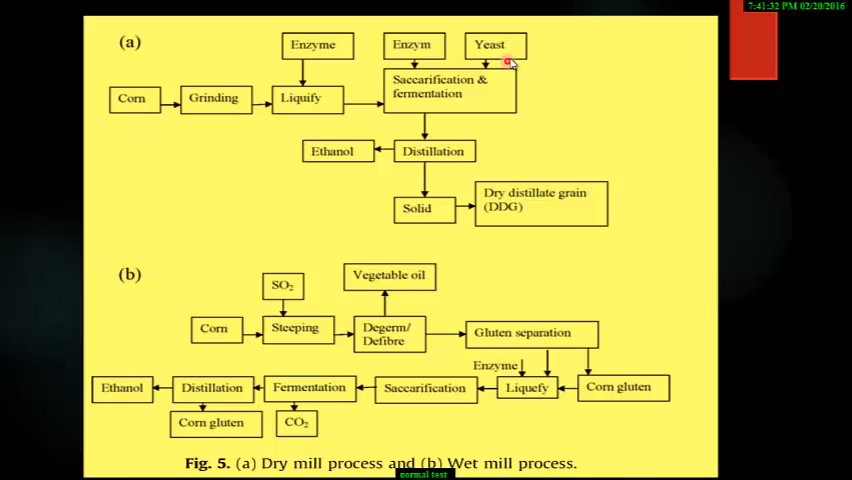 7:41:32 PM 02/20/2016
(a)
Enzyme
Enzym
Yeast
Corn
Grinding
Liquify
Saccarification &
fermentation
Ethanol
Distillation
Solid
Dry distillate grain
(DDG)
(b)
SO₂
Vegetable oil
Corn
Steeping
Degerm/
Defibre
Gluten separation
Enzyme
Ethanol
Distillation
Fermentation
Saccarification
Liquefy
Corn gluten
Corn gluten
CO₂
Fig. 5. (a) Dry mill process and (b) Wet mill process.
normal test